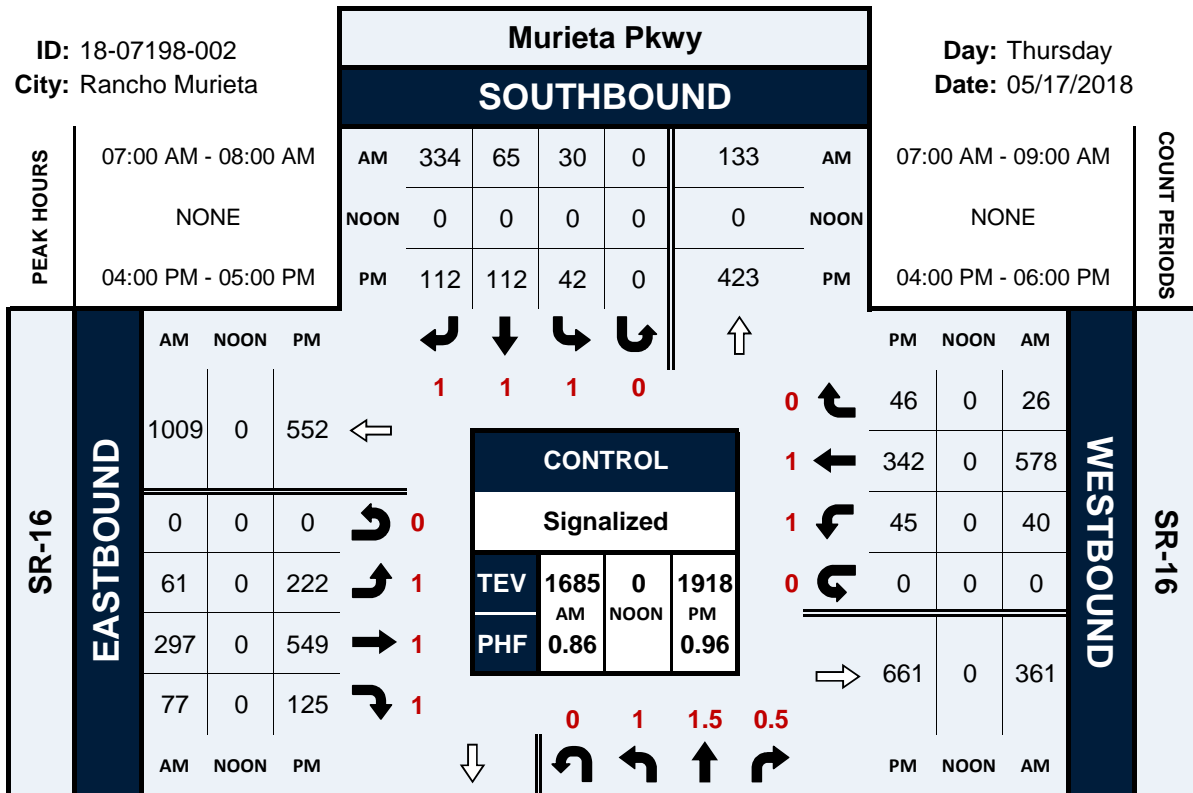 Murieta Pkwy
SOUTHBOUND
ID: 18-07198-002
City: Rancho Murieta
Day: Thursday
Date: 05/17/2018
PEAK HOURS
07:00 AM - 08:00 AM
NONE
04:00 PM - 05:00 PM
AM 334 65 30 0 133 AM
NOON 0 0 0 0 0 NOON
PM 112 112 42 0 423 PM
07:00 AM - 09:00 AM
NONE
04:00 PM - 06:00 PM
COUNT PERIODS
1 1 1 0
SR-16
EASTBOUND
AM NOON PM
1009 0 552
0 0 0 0
61 0 222 1
297 0 549 1
77 0 125 1
AM NOON PM
CONTROL
Signalized
TEV 1685 0 1918
AM NOON PM
PHF 0.86 0.96
PM NOON AM
0 46 0 26
1 342 0 578
1 45 0 40
0 0 0 0
661 0 361
PM NOON AM
WESTBOUND
SR-16
0 1 1.5 0.5